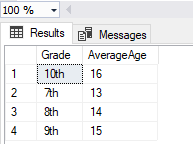 100 %
Results Messages
Grade AverageAge
1 10th 16
2 7th 13
3 8th 14
4 9th 15